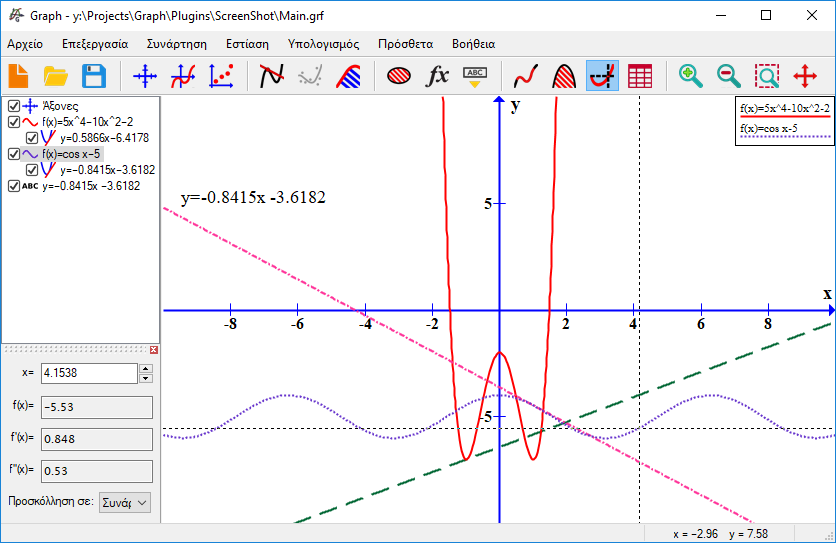 Graph - y:\Projects\Graph\Plugins\ScreenShot\Main.grf
Αρχείο Επεξεργασία Συνάρτηση Εστίαση Υπολογισμός Πρόσθετα Βοήθεια
fx ABC
Άξονες
f(x)=5x^4-10x^2-2
y=0.5866x-6.4178
f(x)=cos x-5
y=-0.8415x-3.6182
ABC y=-0.8415x -3.6182
x= 4.1538
f(x)= -5.53
f'(x)= 0.848
f''(x)= 0.53
Προσκόλληση σε: Συνάρ
y
f(x)=5x^4-10x^2-2
f(x)=cos x-5
y=-0.8415x -3.6182
5
x
-8 -6 -4 -2 2 4 6 8
-5
x = -2.96 y = 7.58